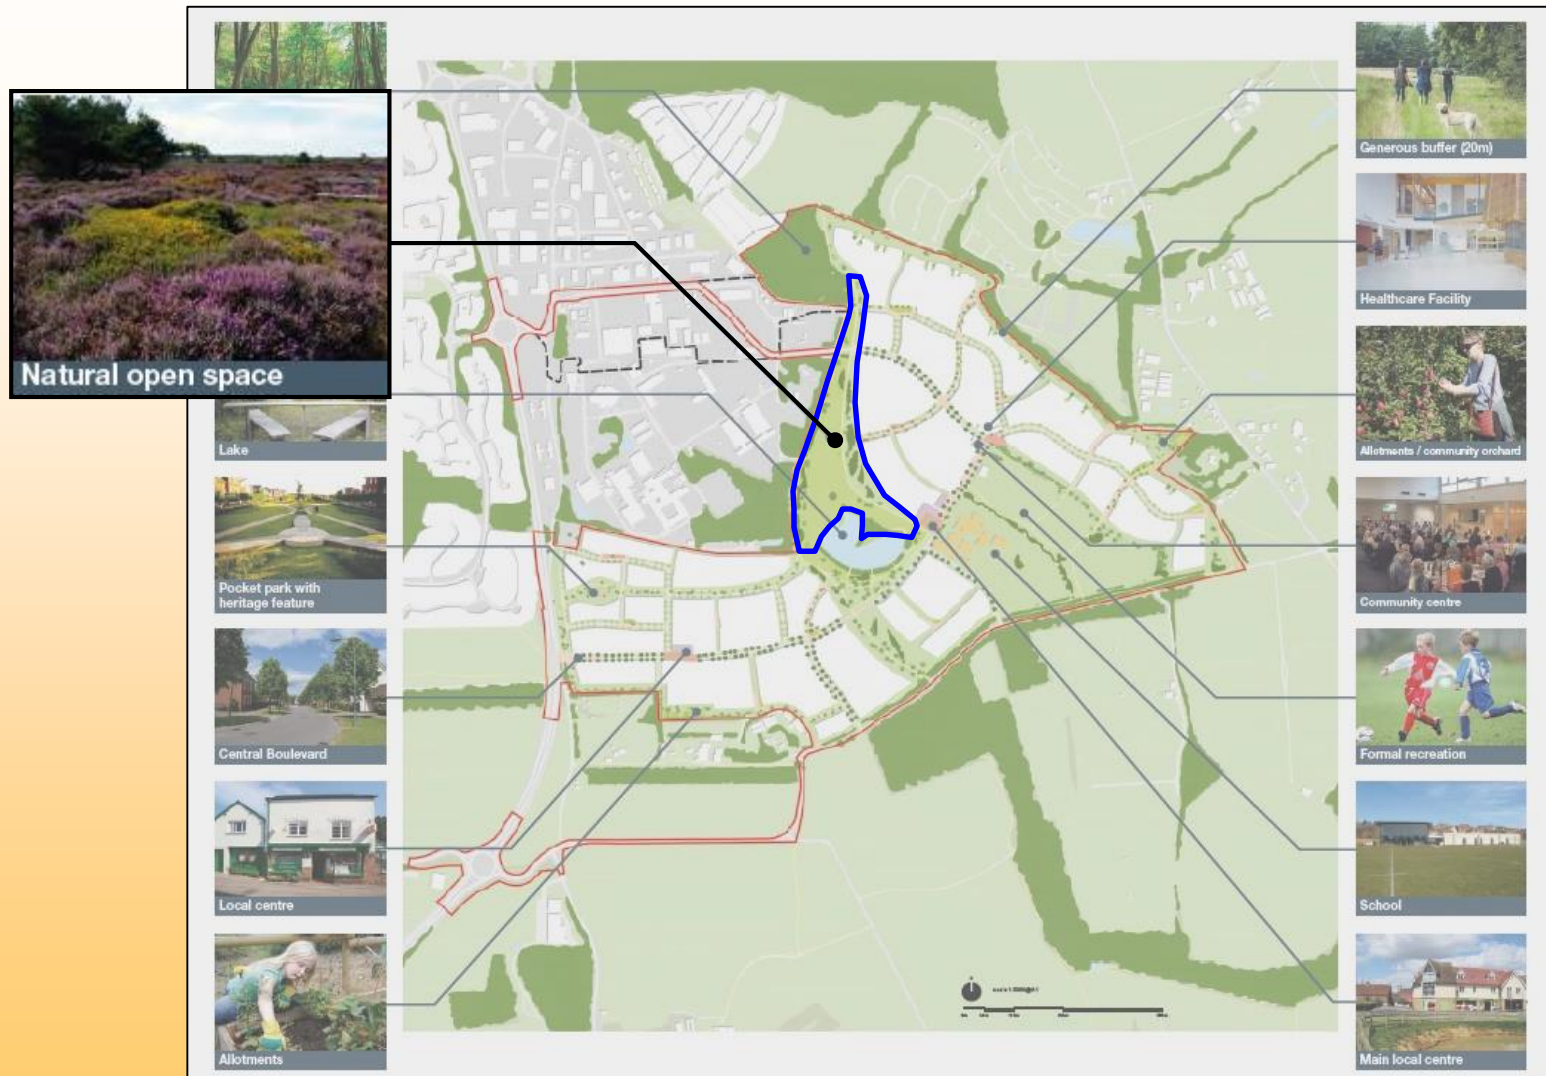 Natural open space
Lake
Pocket park with
heritage feature
Central Boulevard
Local centre
Allotments
Generous buffer (20m)
Healthcare Facility
Allotments / community orchard
Community centre
Formal recreation
School
Main local centre